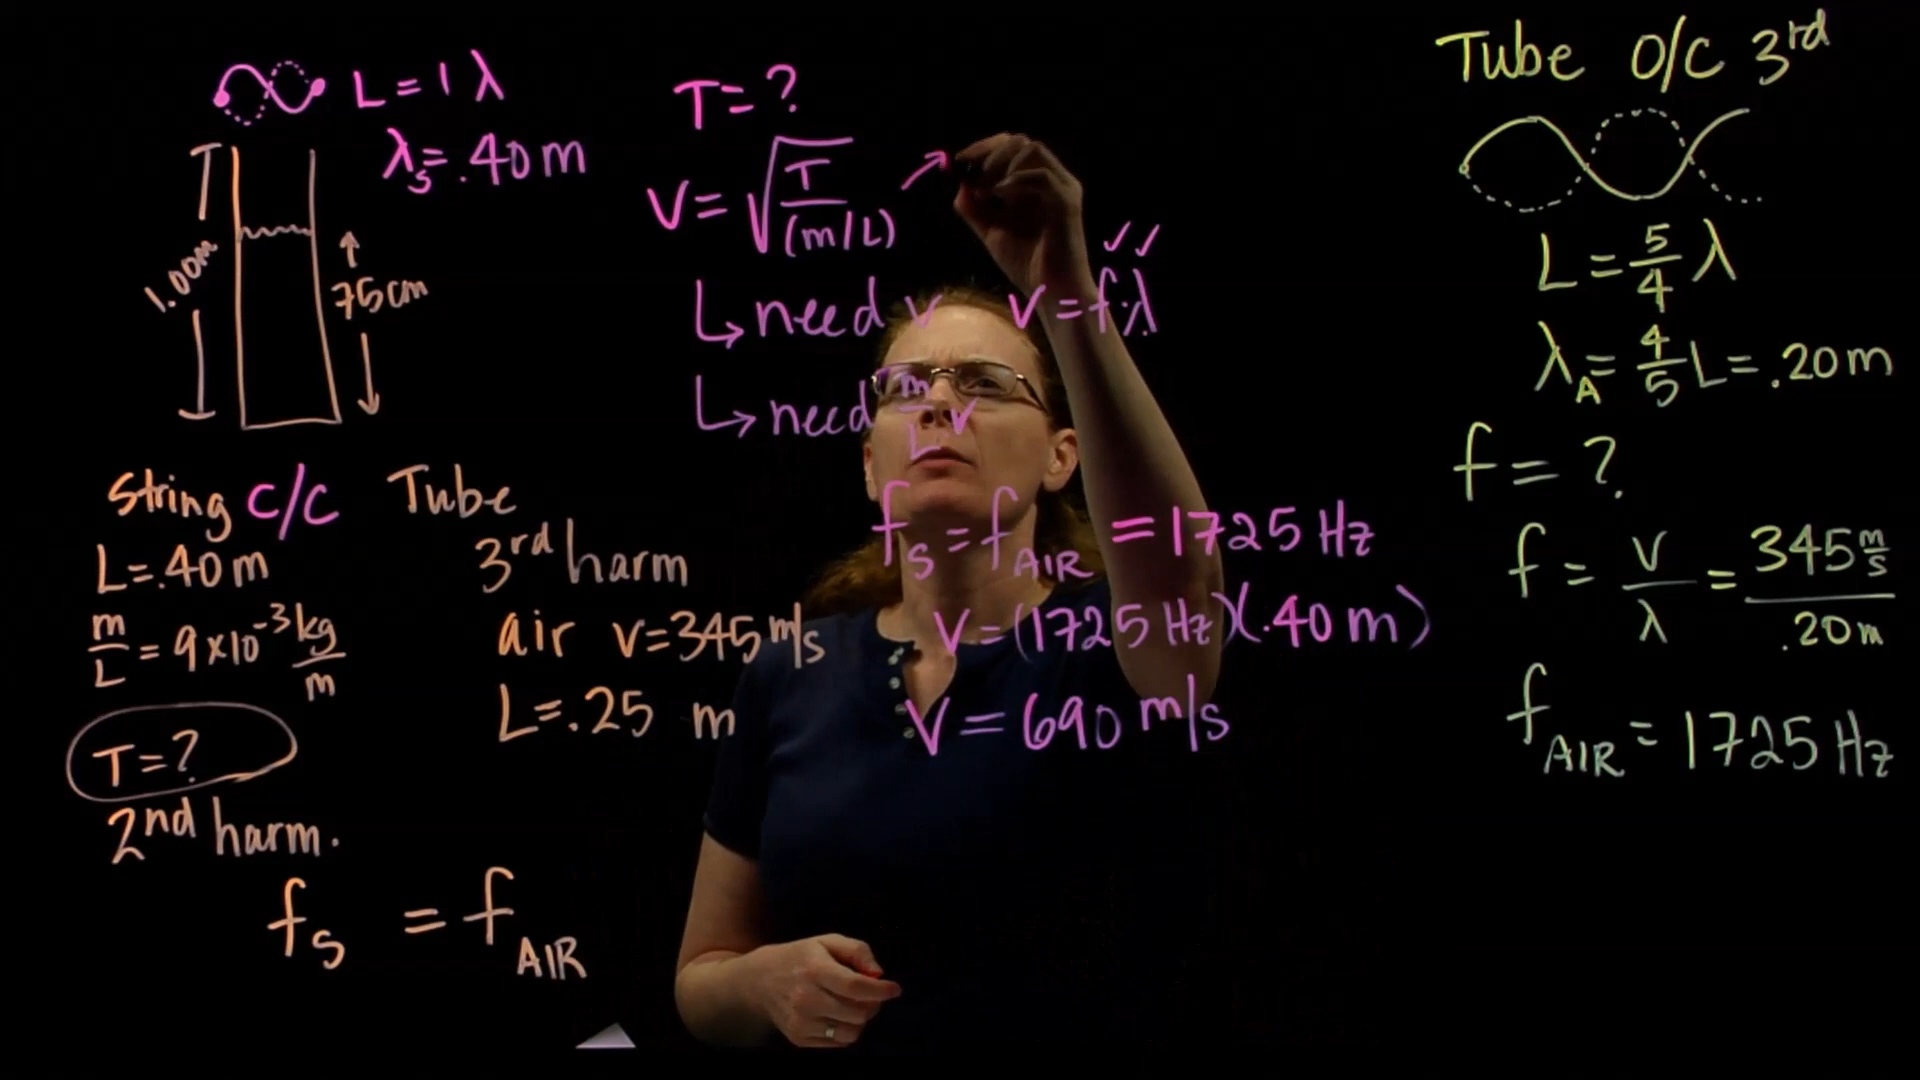 L = 1 λ
λs = .40 m
1.00m
75cm
String C/C
L = .40 m
m/L = 9×10⁻³ kg/m
T = ?
2nd harm.
Tube
3rd harm
air v=345 m/s
L = .25 m
fs = fAIR
T = ?
V = √(T/(m/L))
↳ need v V = f·λ ✓✓
↳ need m/L ✓
fs = fAIR = 1725 Hz
V = (1725 Hz)(.40 m)
V = 690 m/s
Tube O/C 3rd
L = 5/4 λ
λA = 4/5 L = .20 m
f = ?
f = V/λ = 345 m/s / .20 m
fAIR = 1725 Hz